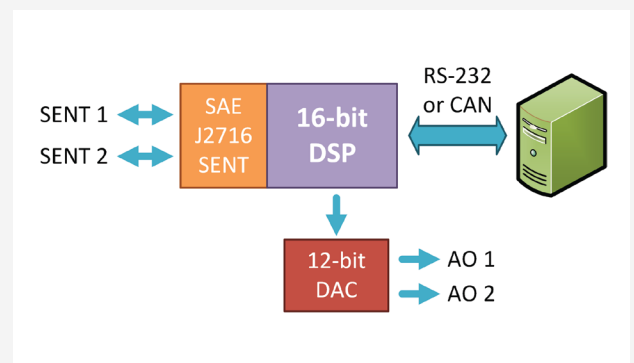 SENT 1
SENT 2
SAE
J2716
SENT
16-bit
DSP
RS-232
or CAN
12-bit
DAC
AO 1
AO 2